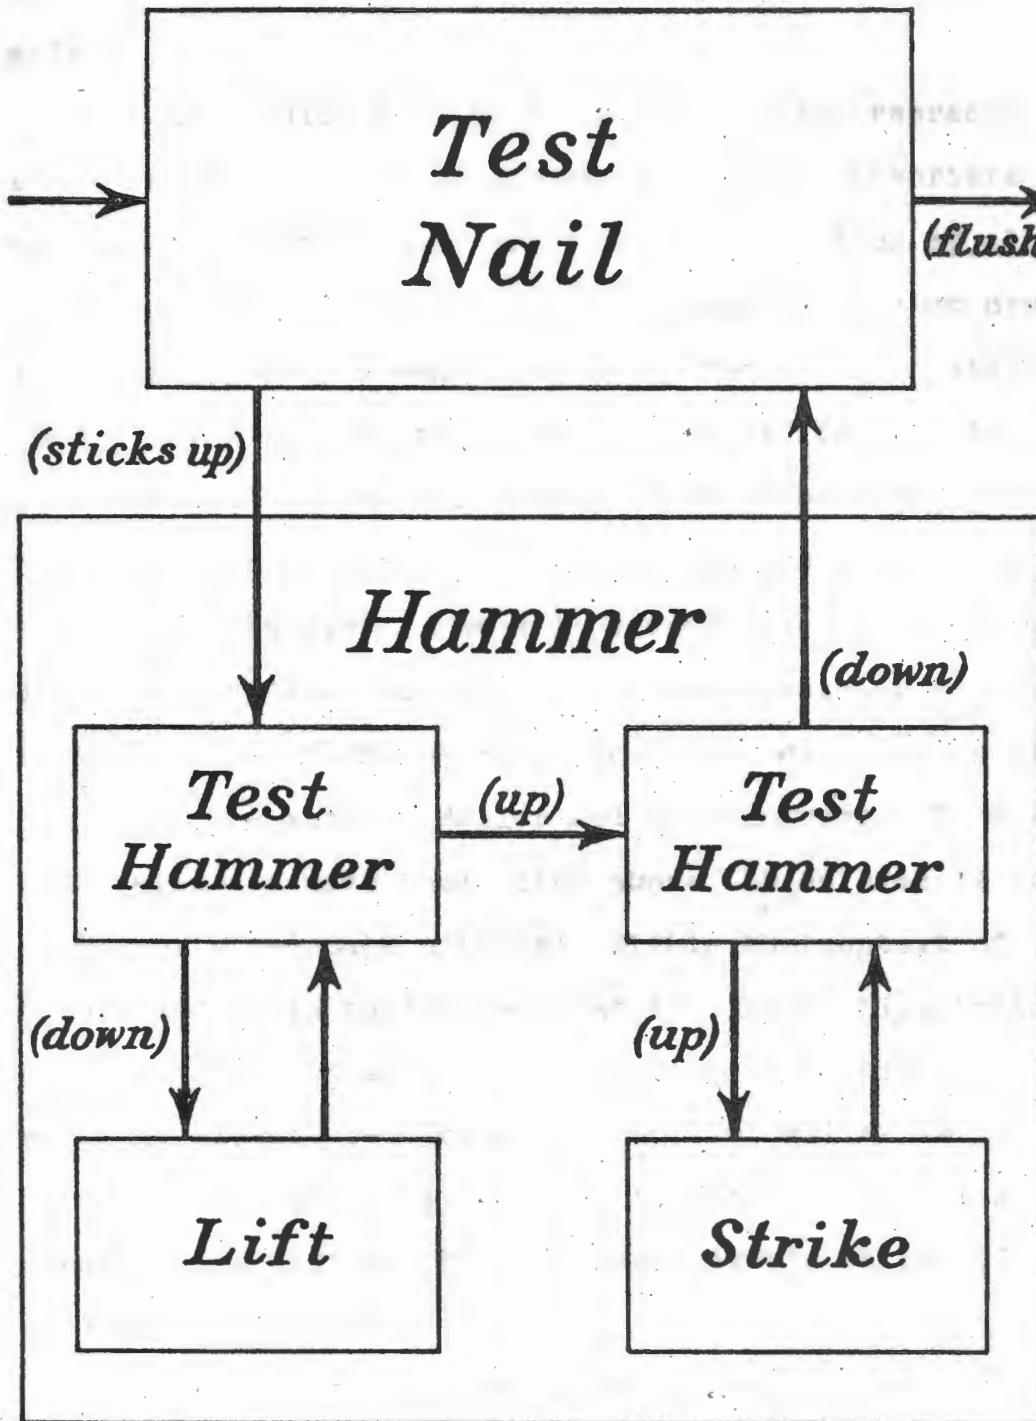 Test
Nail
(flush
(sticks up)
Hammer
(down)
Test
Hammer
(up)
Test
Hammer
(down)
(up)
Lift
Strike